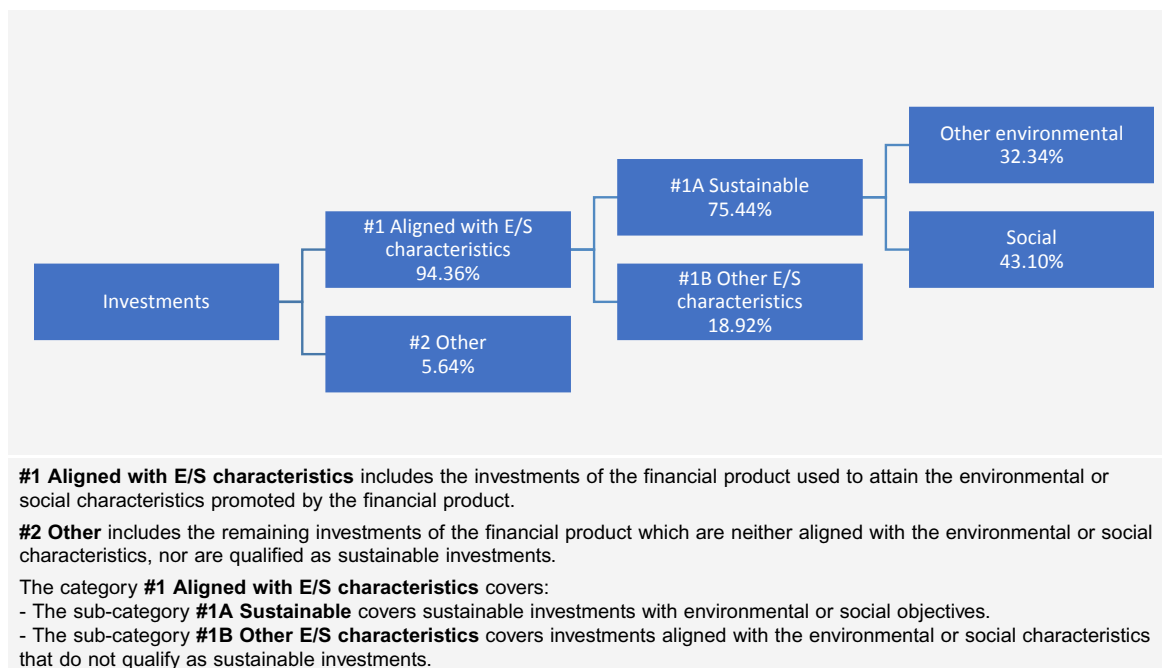 Other environmental
32.34%
#1A Sustainable
75.44%
#1 Aligned with E/S
characteristics
94.36%
Social
43.10%
Investments
#1B Other E/S
characteristics
18.92%
#2 Other
5.64%
#1 Aligned with E/S characteristics includes the investments of the financial product used to attain the environmental or
social characteristics promoted by the financial product.
#2 Other includes the remaining investments of the financial product which are neither aligned with the environmental or social
characteristics, nor are qualified as sustainable investments.
The category #1 Aligned with E/S characteristics covers:
- The sub-category #1A Sustainable covers sustainable investments with environmental or social objectives.
- The sub-category #1B Other E/S characteristics covers investments aligned with the environmental or social characteristics
that do not qualify as sustainable investments.